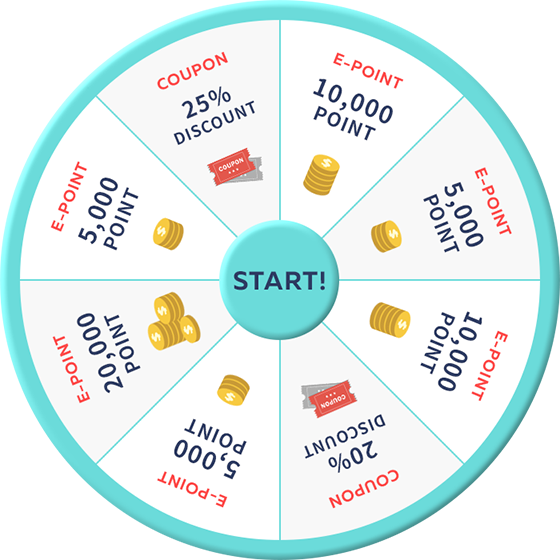 E-POINT
10,000
POINT
E-POINT
5,000
POINT
E-POINT
10,000
POINT
COUPON
20%
DISCOUNT
COUPON
E-POINT
5,000
POINT
E-POINT
20,000
POINT
E-POINT
5,000
POINT
COUPON
25%
DISCOUNT
COUPON
START!